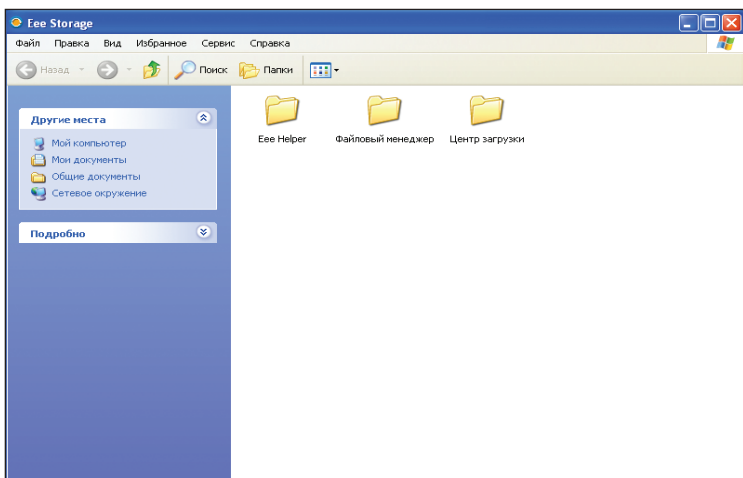 Eee Storage
Файл Правка Вид Избранное Сервис Справка
Назад Поиск Папки
Другие места
Мой компьютер
Мои документы
Общие документы
Сетевое окружение
Подробно
Eee Helper Файловый менеджер Центр загрузки